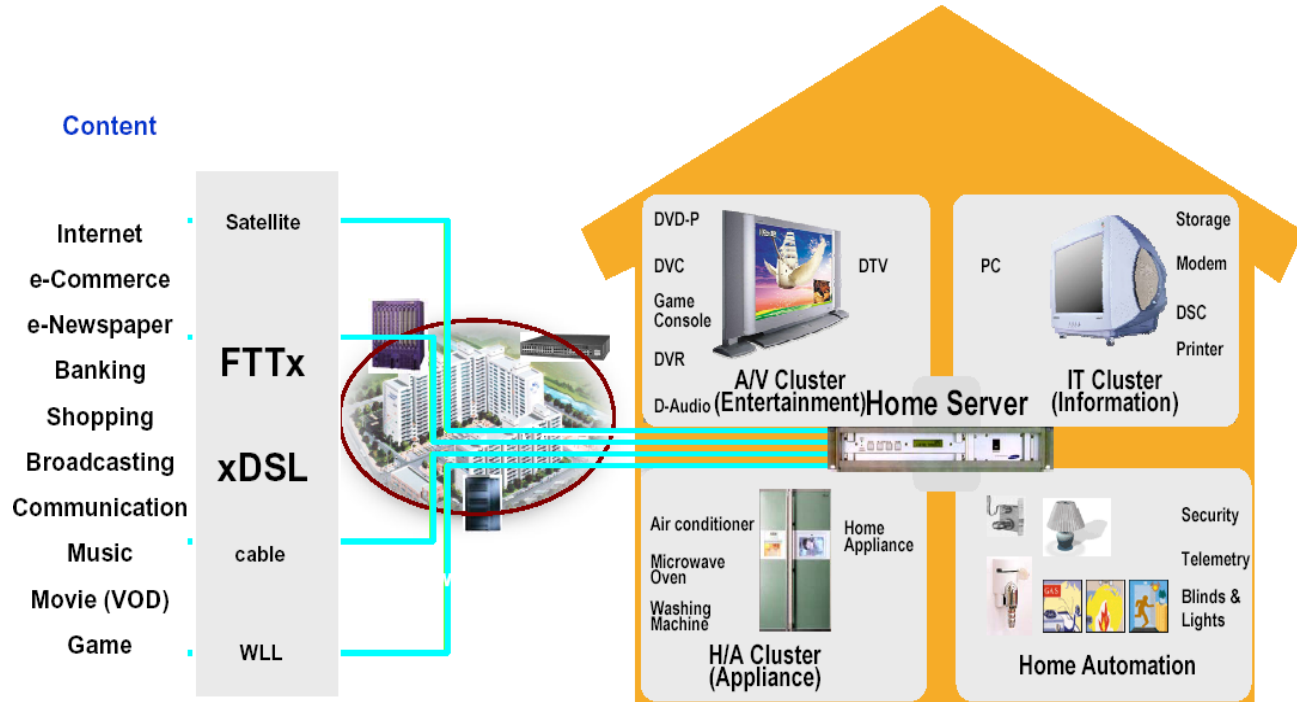 Content
Internet
e-Commerce
e-Newspaper
Banking
Shopping
Broadcasting
Communication
Music
Movie (VOD)
Game
Satellite
FTTx
xDSL
cable
WLL
DVD-P
DVC
Game
Console
DVR
D-Audio
DTV
A/V Cluster
(Entertainment)
Home Server
PC
Storage
Modem
DSC
Printer
IT Cluster
(Information)
Air conditioner
Microwave
Oven
Washing
Machine
Home
Appliance
H/A Cluster
(Appliance)
Security
Telemetry
Blinds &
Lights
GAS
Home Automation